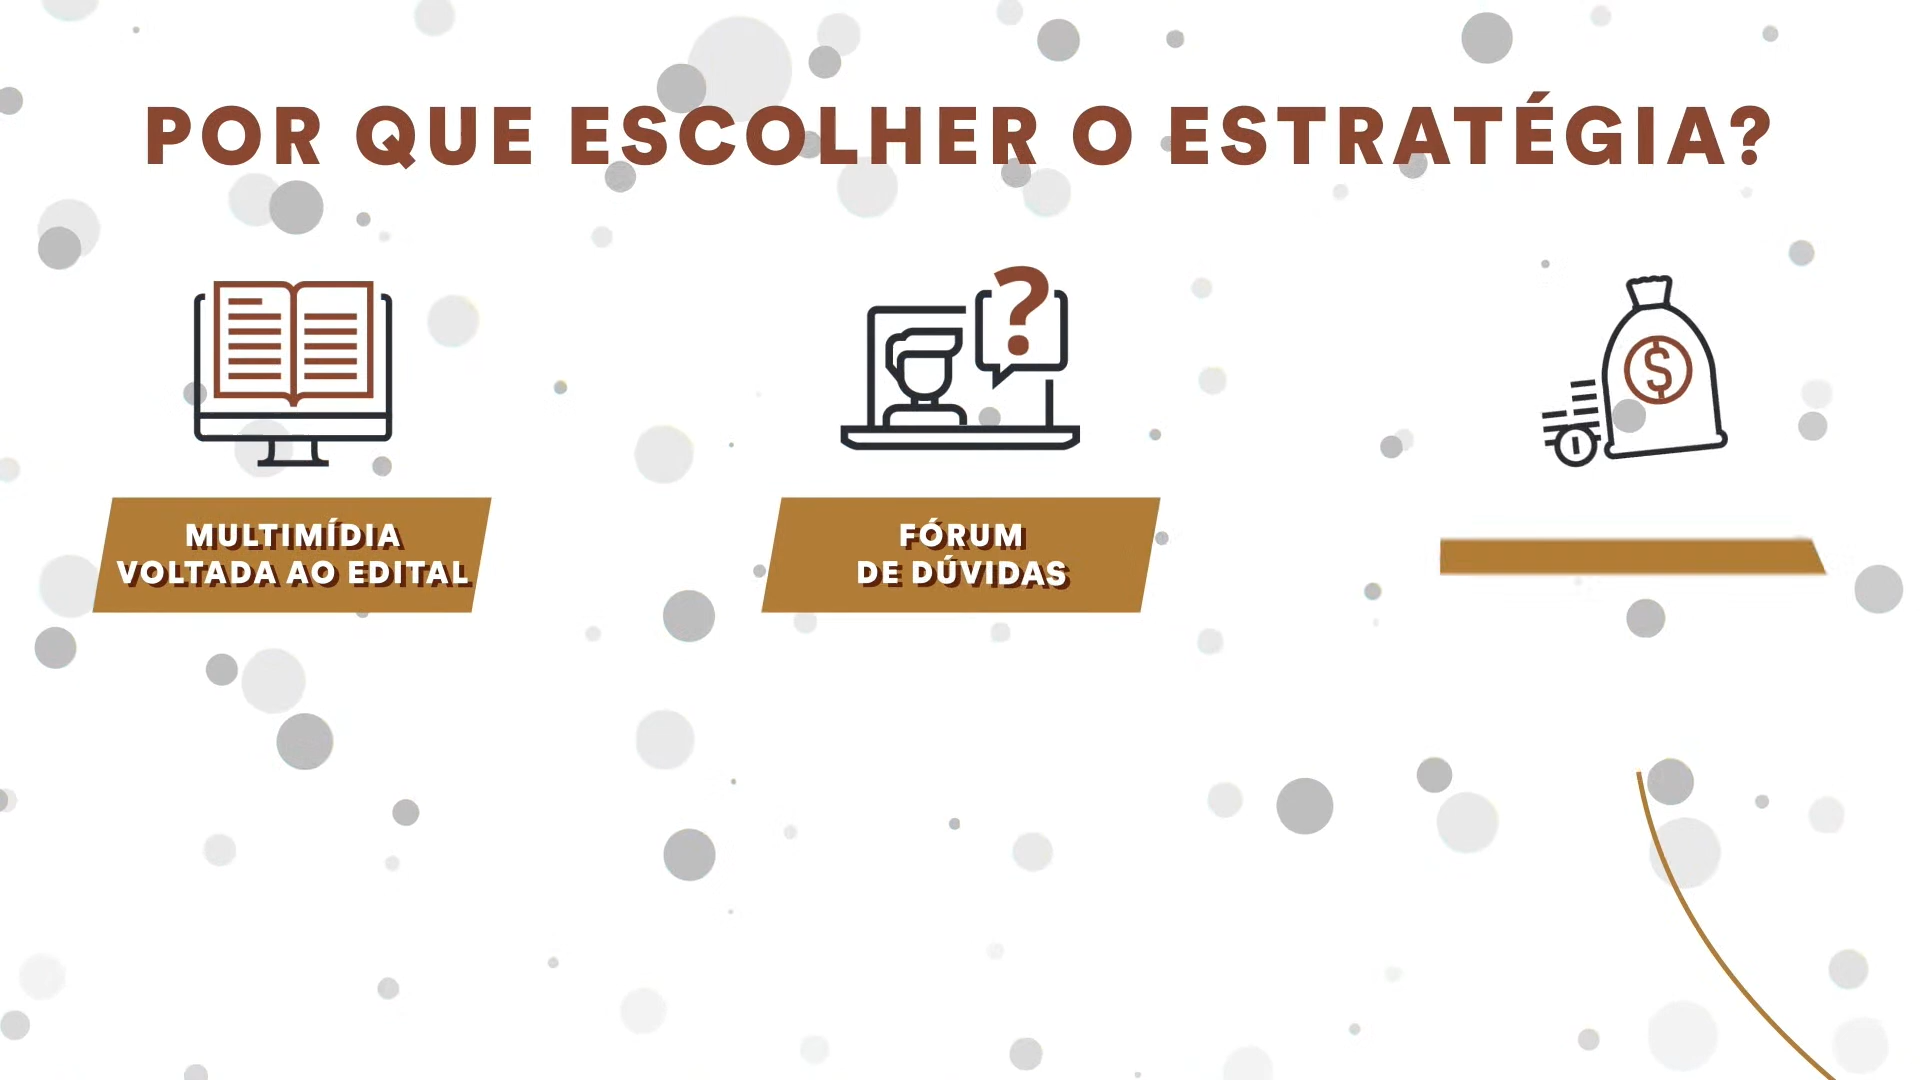 POR QUE ESCOLHER O ESTRATÉGIA?
MULTIMÍDIA
VOLTADA AO EDITAL
FÓRUM
DE DÚVIDAS